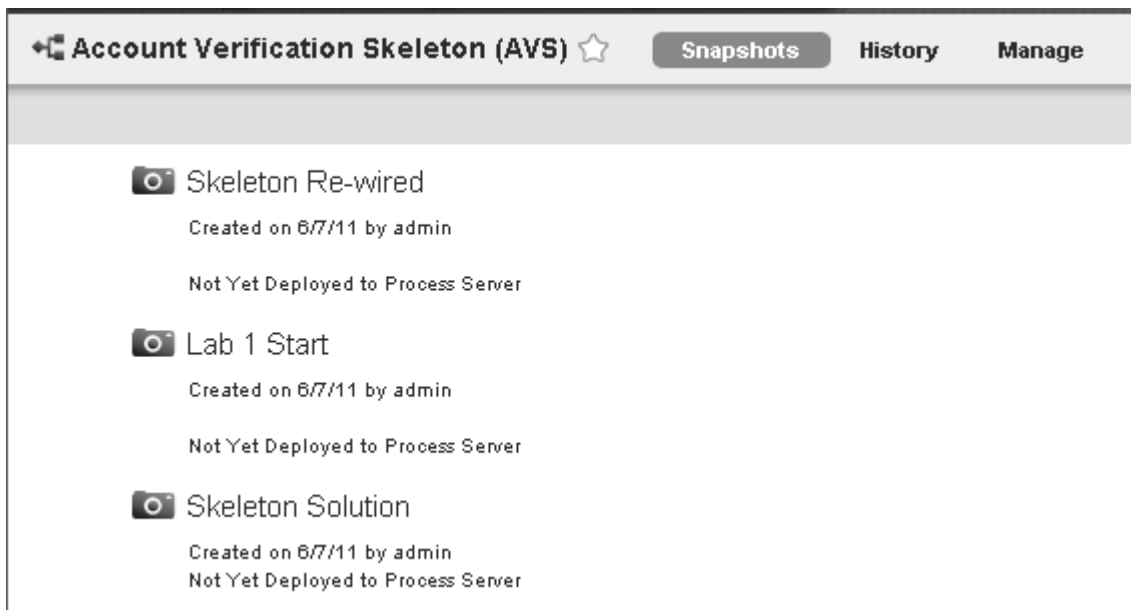 Account Verification Skeleton (AVS) Snapshots History Manage
Skeleton Re-wired
Created on 6/7/11 by admin
Not Yet Deployed to Process Server
Lab 1 Start
Created on 6/7/11 by admin
Not Yet Deployed to Process Server
Skeleton Solution
Created on 6/7/11 by admin
Not Yet Deployed to Process Server